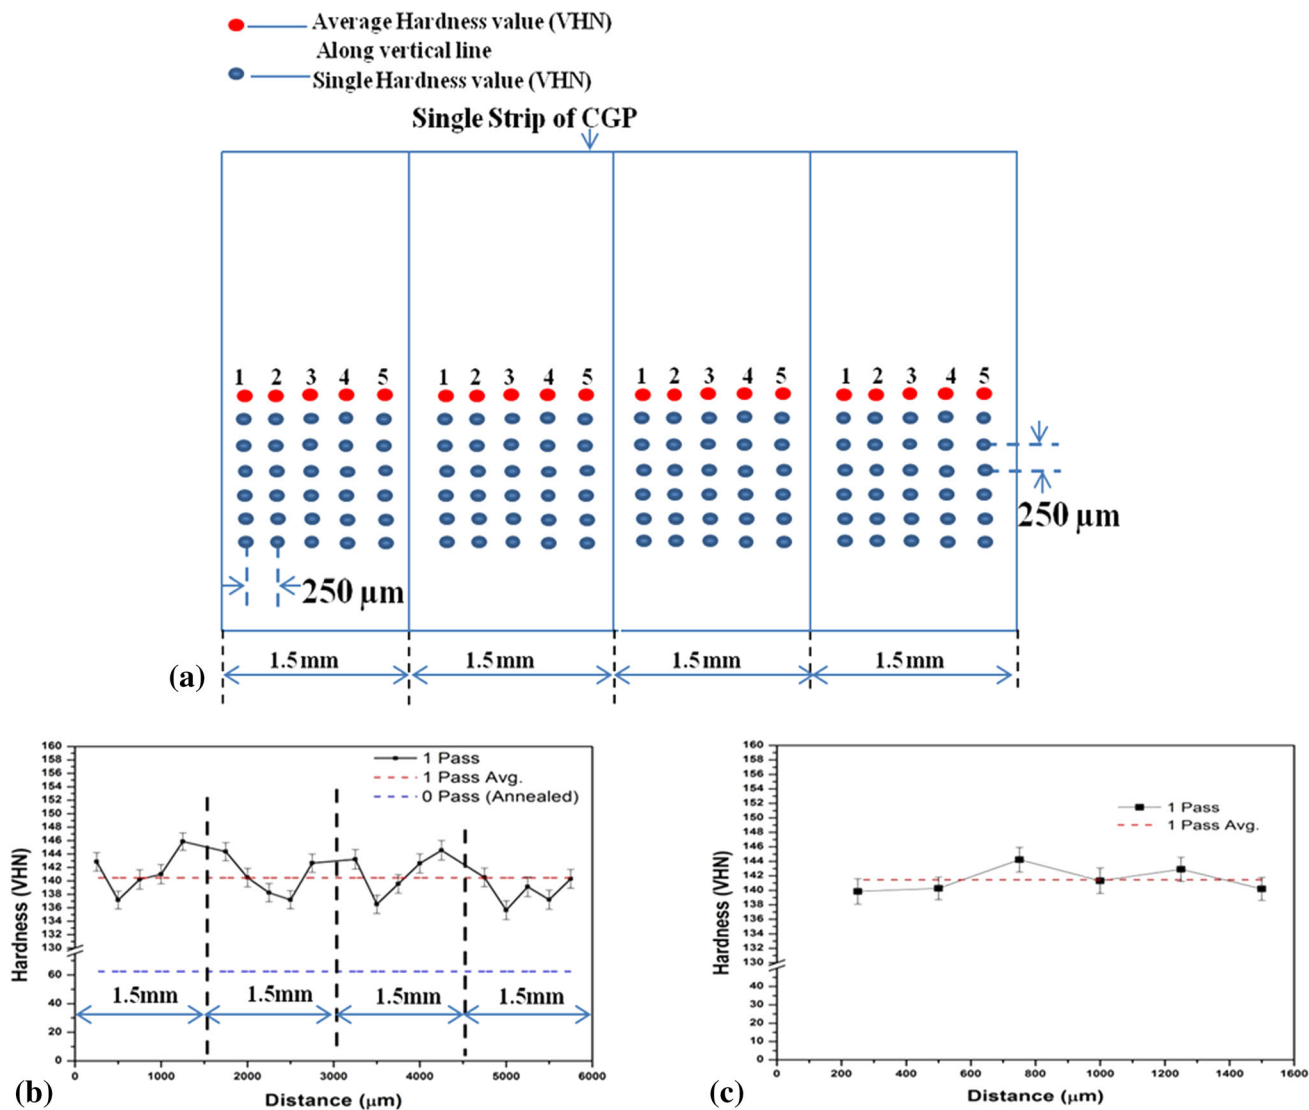 Average Hardness value (VHN)
Along vertical line
Single Hardness value (VHN)
Single Strip of CGP
1 2 3 4 5 1 2 3 4 5 1 2 3 4 5 1 2 3 4 5
250 µm
250 µm
1.5mm 1.5mm 1.5mm 1.5mm
(a)
160
158
156
154
152
150
148
146
144
142
140
138
136
134
132
130
60
40
20
0
Hardness (VHN)
1 Pass
1 Pass Avg.
0 Pass (Annealed)
1.5mm 1.5mm 1.5mm 1.5mm
0 1000 2000 3000 4000 5000 6000
Distance (µm)
(b)
160
158
156
154
152
150
148
146
144
142
140
138
136
134
132
130
50
40
30
20
10
0
Hardness (VHN)
1 Pass
1 Pass Avg.
0 200 400 600 800 1000 1200 1400 1600
Distance (µm)
(c)